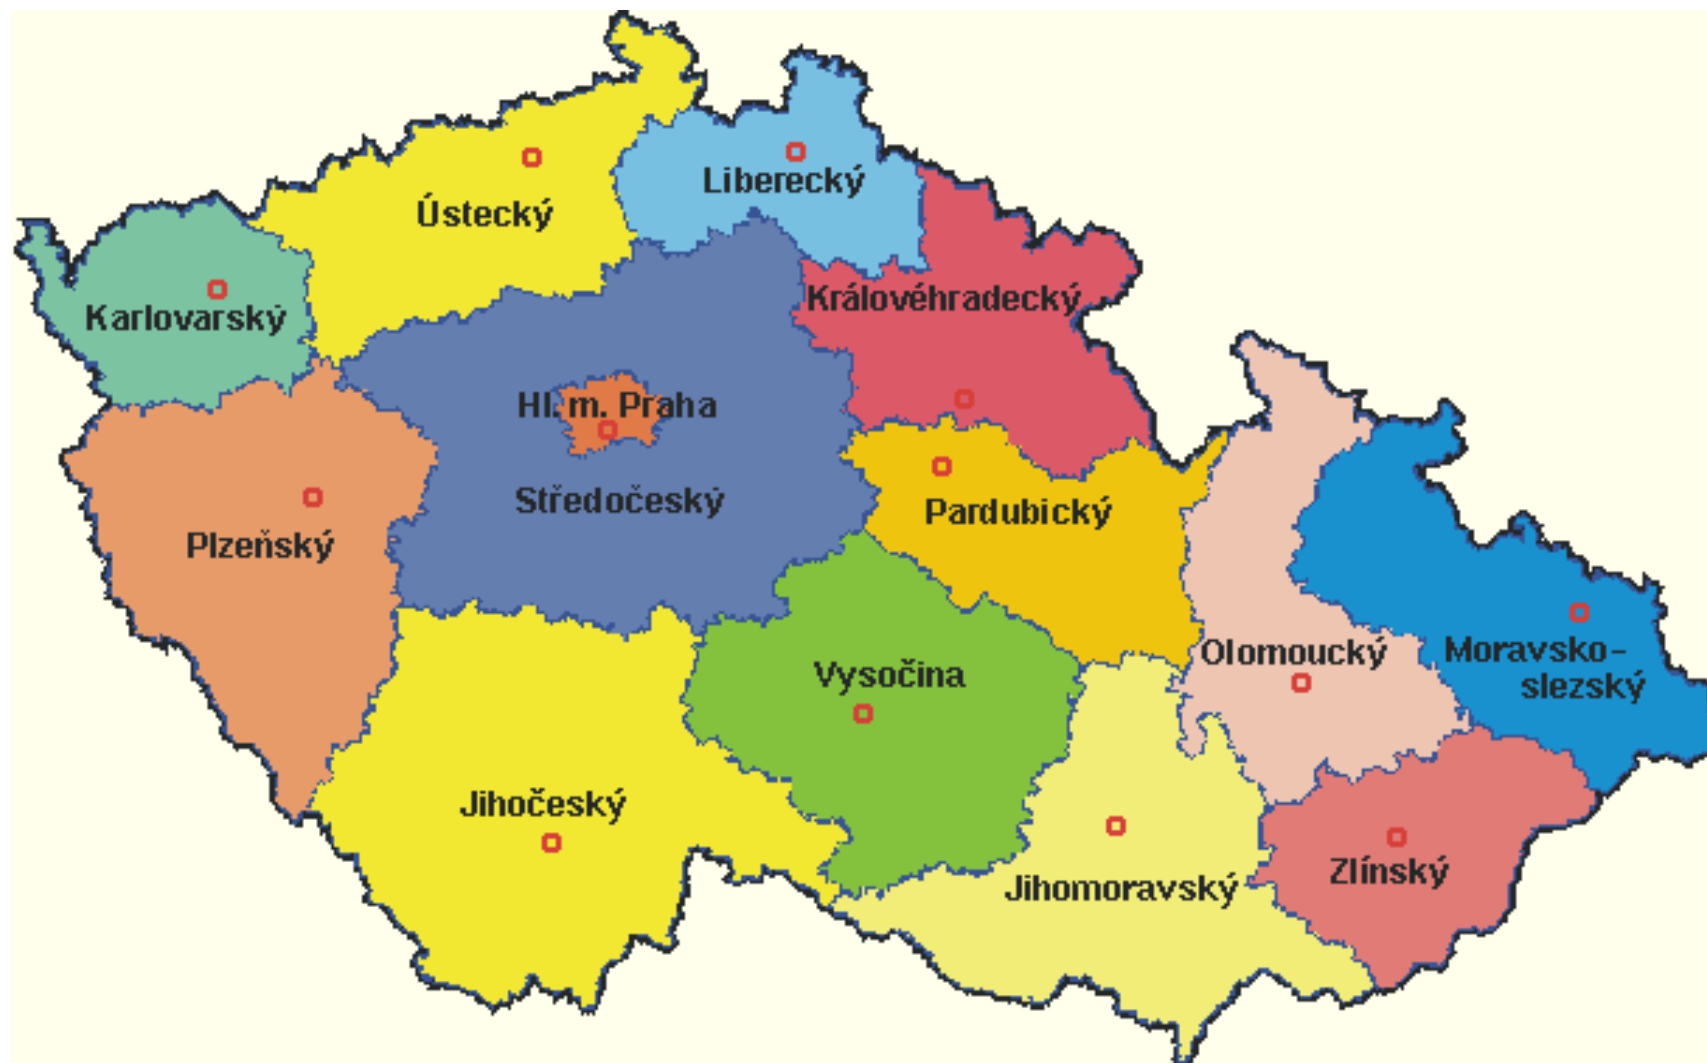 Liberecký
Ústecký
Královéhradecký
Karlovarský
Hl. m. Praha
Středočeský
Pardubický
Plzeňský
Olomoucký
Moravsko-
slezský
Vysočina
Jihočeský
Zlínský
Jihomoravský